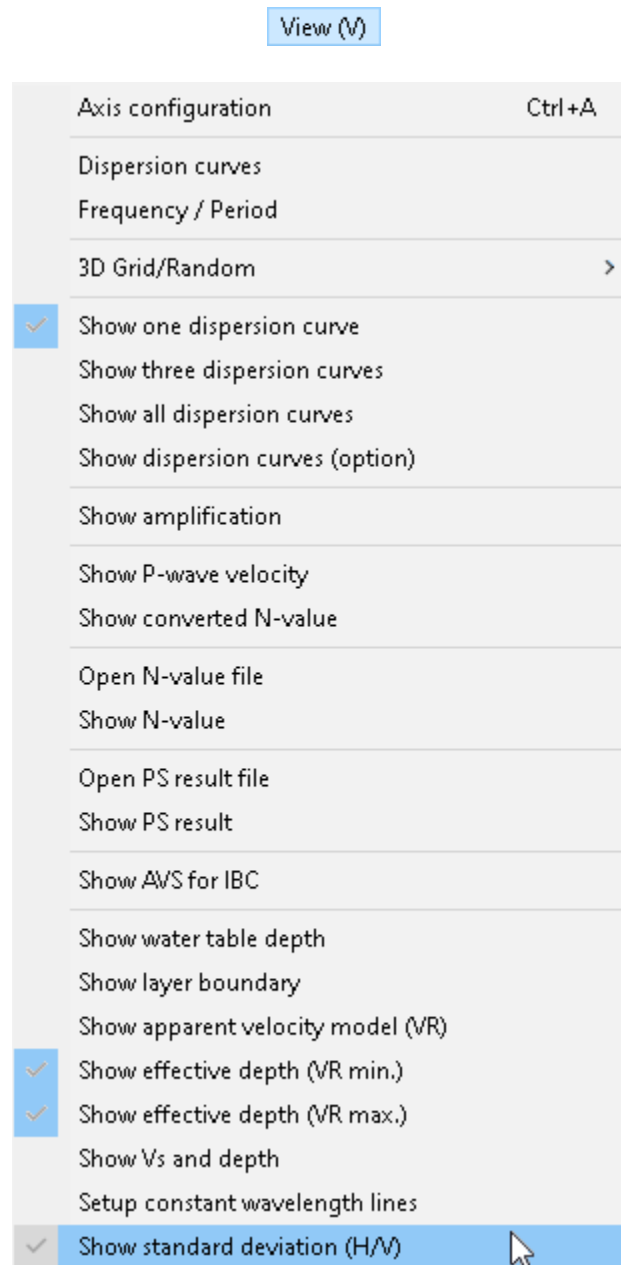 View (V)
Axis configuration Ctrl+A
Dispersion curves
Frequency / Period
3D Grid/Random
Show one dispersion curve
Show three dispersion curves
Show all dispersion curves
Show dispersion curves (option)
Show amplification
Show P-wave velocity
Show converted N-value
Open N-value file
Show N-value
Open PS result file
Show PS result
Show AVS for IBC
Show water table depth
Show layer boundary
Show apparent velocity model (VR)
Show effective depth (VR min.)
Show effective depth (VR max.)
Show Vs and depth
Setup constant wavelength lines
Show standard deviation (H/V)